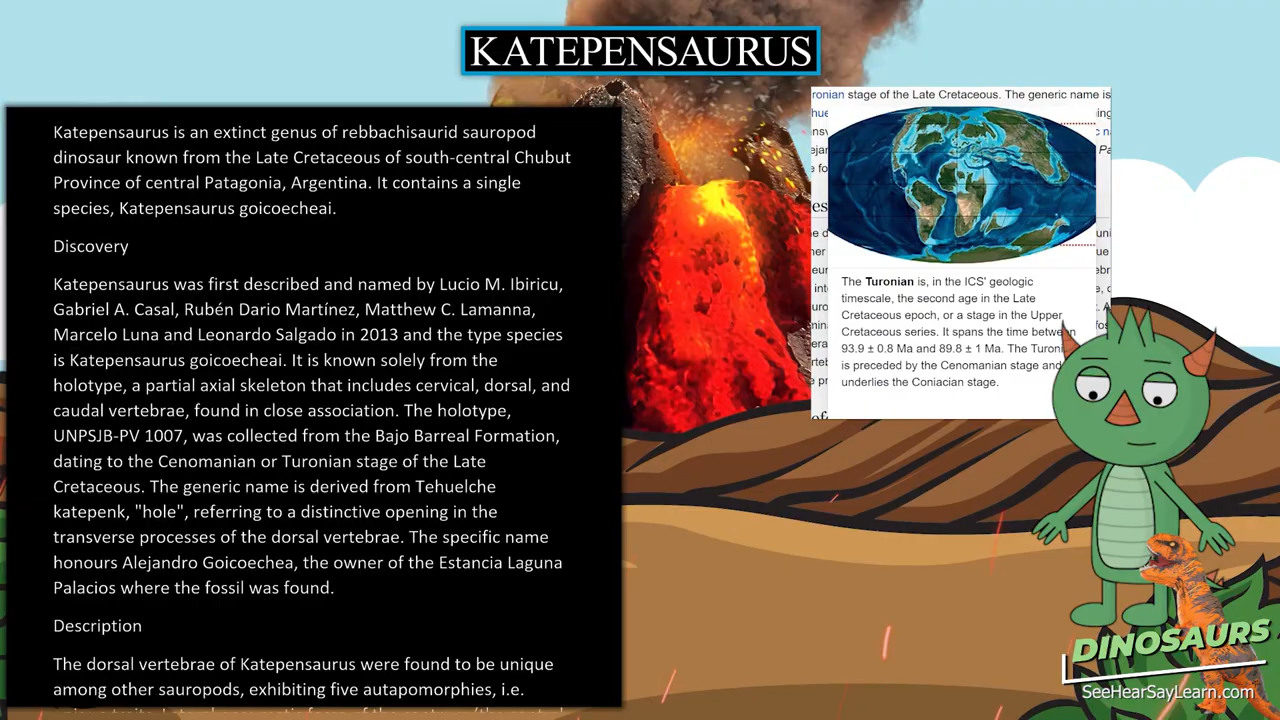 KATEPENSAURUS
Katepensaurus is an extinct genus of rebbachisaurid sauropod
dinosaur known from the Late Cretaceous of south-central Chubut
Province of central Patagonia, Argentina. It contains a single
species, Katepensaurus goicoecheai.
Discovery
Katepensaurus was first described and named by Lucio M. Ibiricu,
Gabriel A. Casal, Rubén Dario Martínez, Matthew C. Lamanna,
Marcelo Luna and Leonardo Salgado in 2013 and the type species
is Katepensaurus goicoecheai. It is known solely from the
holotype, a partial axial skeleton that includes cervical, dorsal, and
caudal vertebrae, found in close association. The holotype,
UNPSJB-PV 1007, was collected from the Bajo Barreal Formation,
dating to the Cenomanian or Turonian stage of the Late
Cretaceous. The generic name is derived from Tehuelche
katepenk, "hole", referring to a distinctive opening in the
transverse processes of the dorsal vertebrae. The specific name
honours Alejandro Goicoechea, the owner of the Estancia Laguna
Palacios where the fossil was found.
Description
The dorsal vertebrae of Katepensaurus were found to be unique
among other sauropods, exhibiting five autapomorphies, i.e.
ronian stage of the Late Cretaceous. The generic name is
The Turonian is, in the ICS' geologic
timescale, the second age in the Late
Cretaceous epoch, or a stage in the Upper
Cretaceous series. It spans the time between
93.9 ± 0.8 Ma and 89.8 ± 1 Ma. The Turoni
is preceded by the Cenomanian stage and
underlies the Coniacian stage.
DINOSAURS
SeeHearSayLearn.com